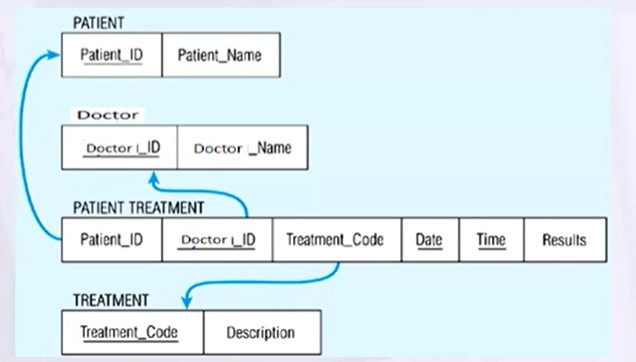 PATIENT
Patient_ID Patient_Name
Doctor
Doctor_ID Doctor_Name
PATIENT TREATMENT
Patient_ID Doctor_ID Treatment_Code Date Time Results
TREATMENT
Treatment_Code Description